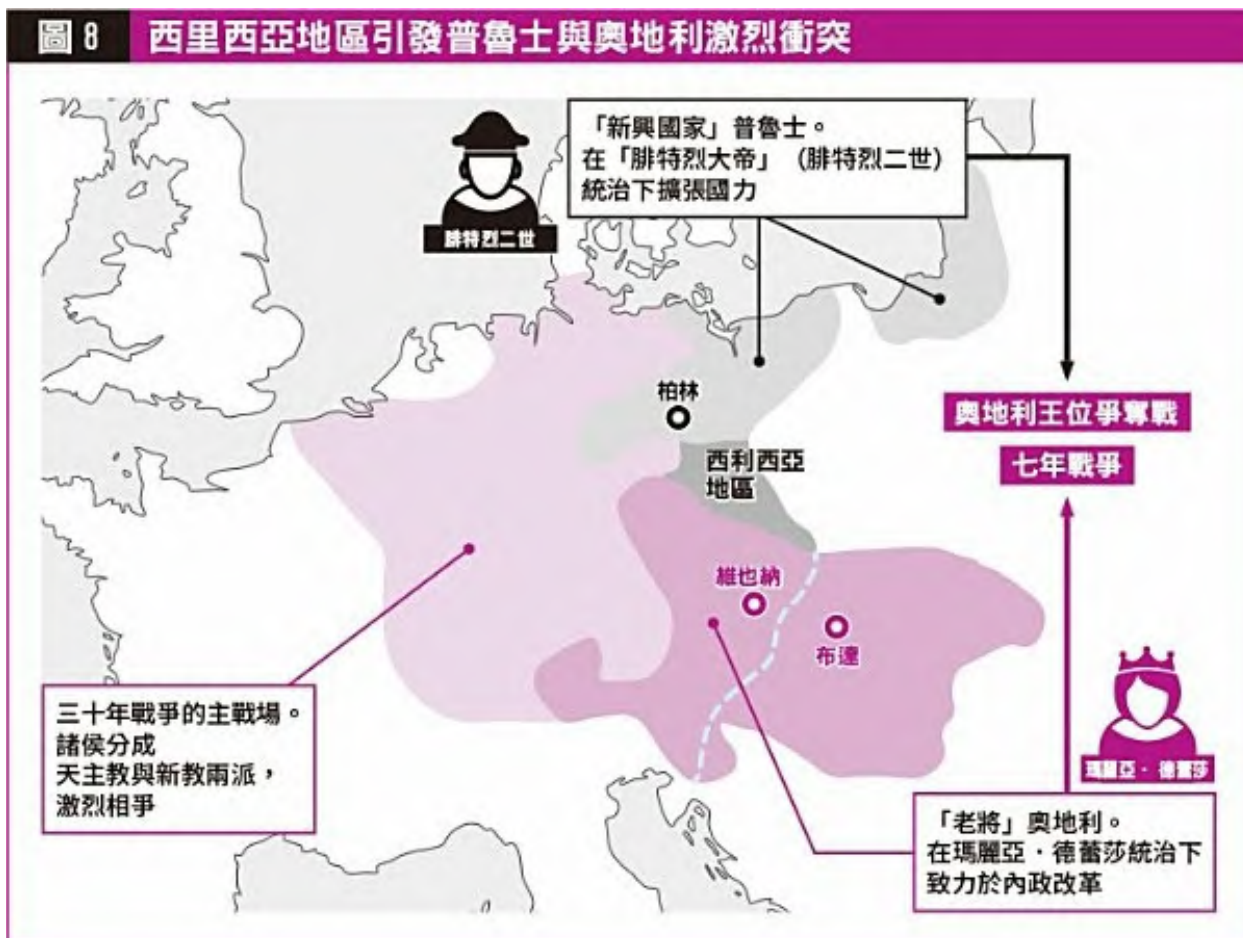 圖8 西里西亞地區引發普魯士與奧地利激烈衝突
「新興國家」普魯士。
在「腓特烈大帝」(腓特烈二世)
統治下擴張國力
腓特烈二世
柏林
奧地利王位爭奪戰
七年戰爭
西利西亞
地區
維也納
布達
三十年戰爭的主戰場。
諸侯分成
天主教與新教兩派，
激烈相爭
瑪麗亞・德蕾莎
「老將」奧地利。
在瑪麗亞・德蕾莎統治下
致力於內政改革